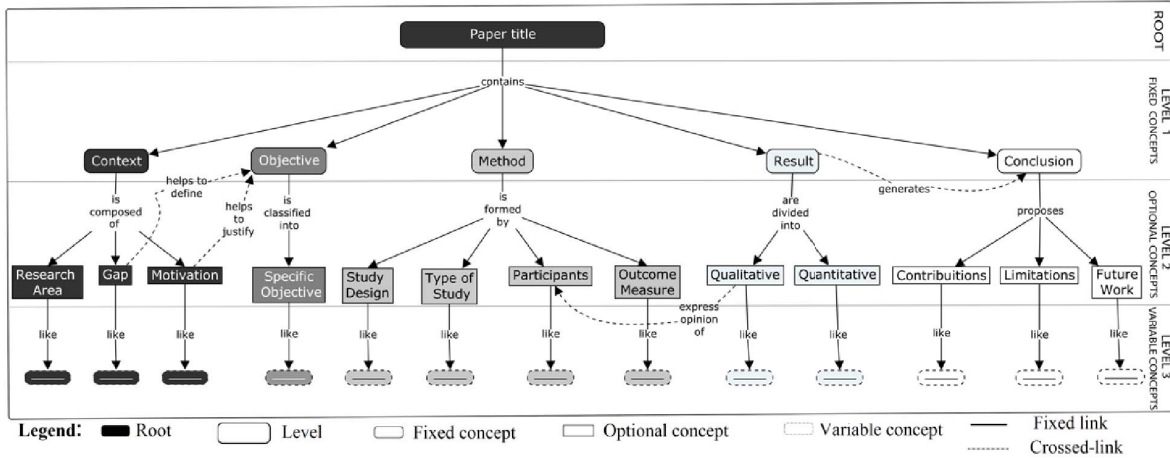 Paper title
ROOT
contains
LEVEL 1
FIXED CONCEPTS
Context
Objective
Method
Result
Conclusion
helps to
define
generates
is
composed
of
helps
to
justify
is
classified
into
is
formed
by
are
divided
into
proposes
LEVEL 2
OPTIONAL CONCEPTS
Research
Area
Gap
Motivation
Specific
Objective
Study
Design
Type of
Study
Participants
Outcome
Measure
Qualitative
Quantitative
Contribuitions
Limitations
Future
Work
express
opinion
of
like
like
like
like
like
like
like
like
like
like
like
like
like
LEVEL 3
VARIABLE CONCEPTS
Legend:
Root
Level
Fixed concept
Optional concept
Variable concept
Fixed link
Crossed-link